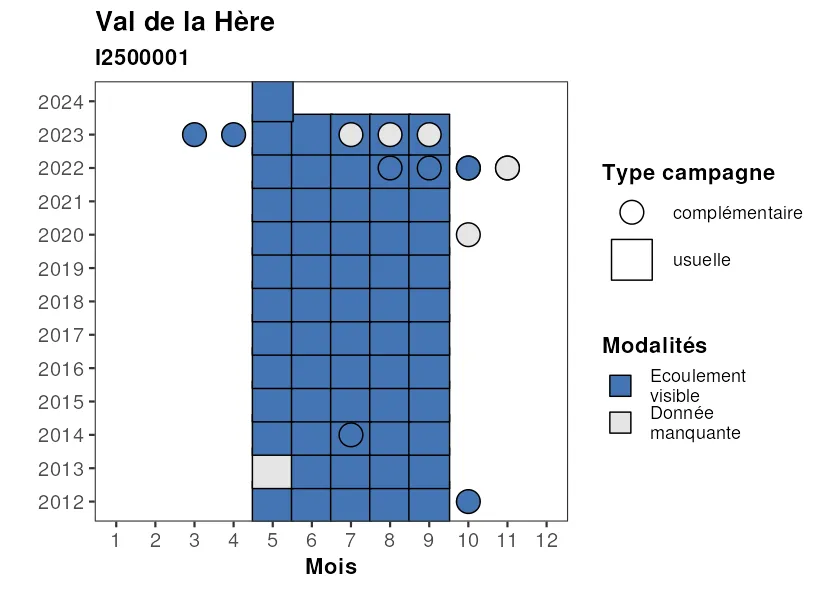 Val de la Hère
I2500001
2024
2023
2022
2021
2020
2019
2018
2017
2016
2015
2014
2013
2012
1 2 3 4 5 6 7 8 9 10 11 12
Mois
Type campagne
complémentaire
usuelle
Modalités
Ecoulement
visible
Donnée
manquante